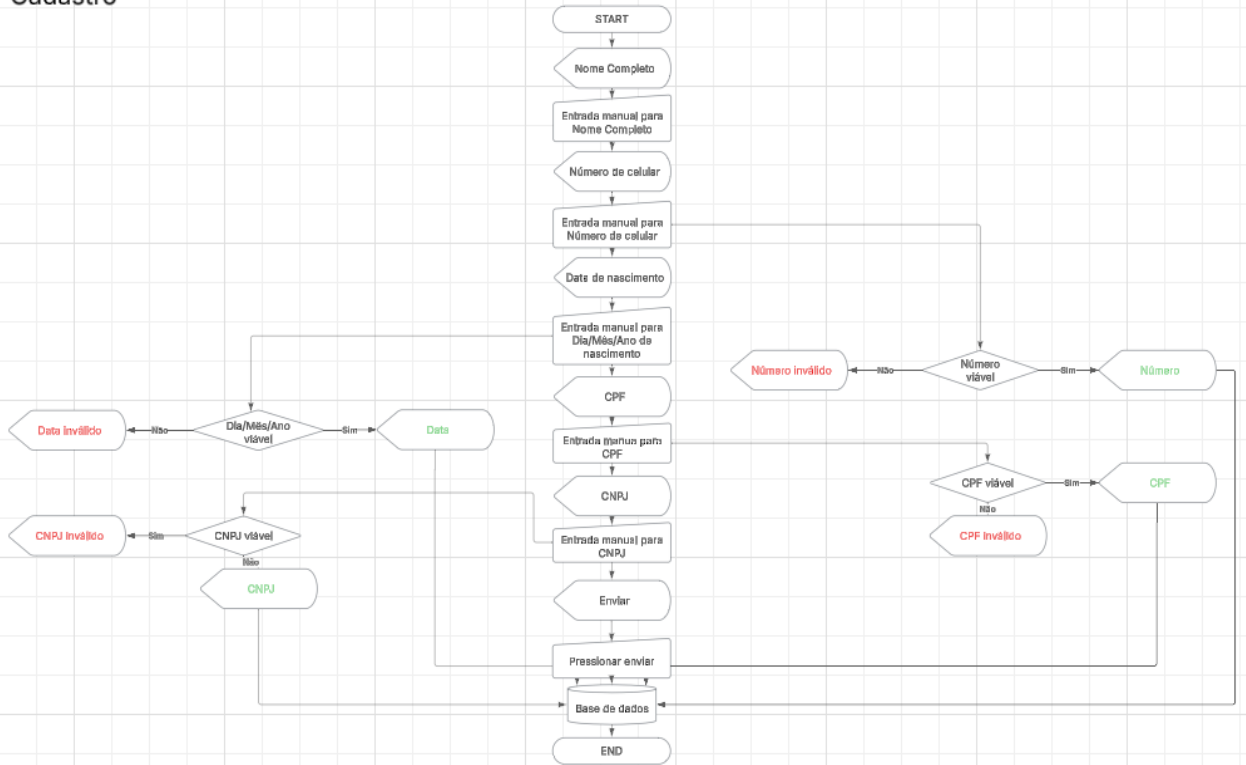 Cadastro
START
Nome Completo
Entrada manual para
Nome Completo
Número de celular
Entrada manual para
Número de celular
Data de nascimento
Entrada manual para
Dia/Mês/Ano de
nascimento
Número inválido
Não
Número
viável
Sim
Número
CPF
Data inválido
Não
Dia/Mês/Ano
viável
Sim
Data
Entrada manua para
CPF
CPF viável
Sim
CPF
Não
CPF inválido
CNPJ
CNPJ inválido
Sim
CNPJ viável
Não
CNPJ
Entrada manual para
CNPJ
Enviar
Pressionar enviar
Base de dados
END